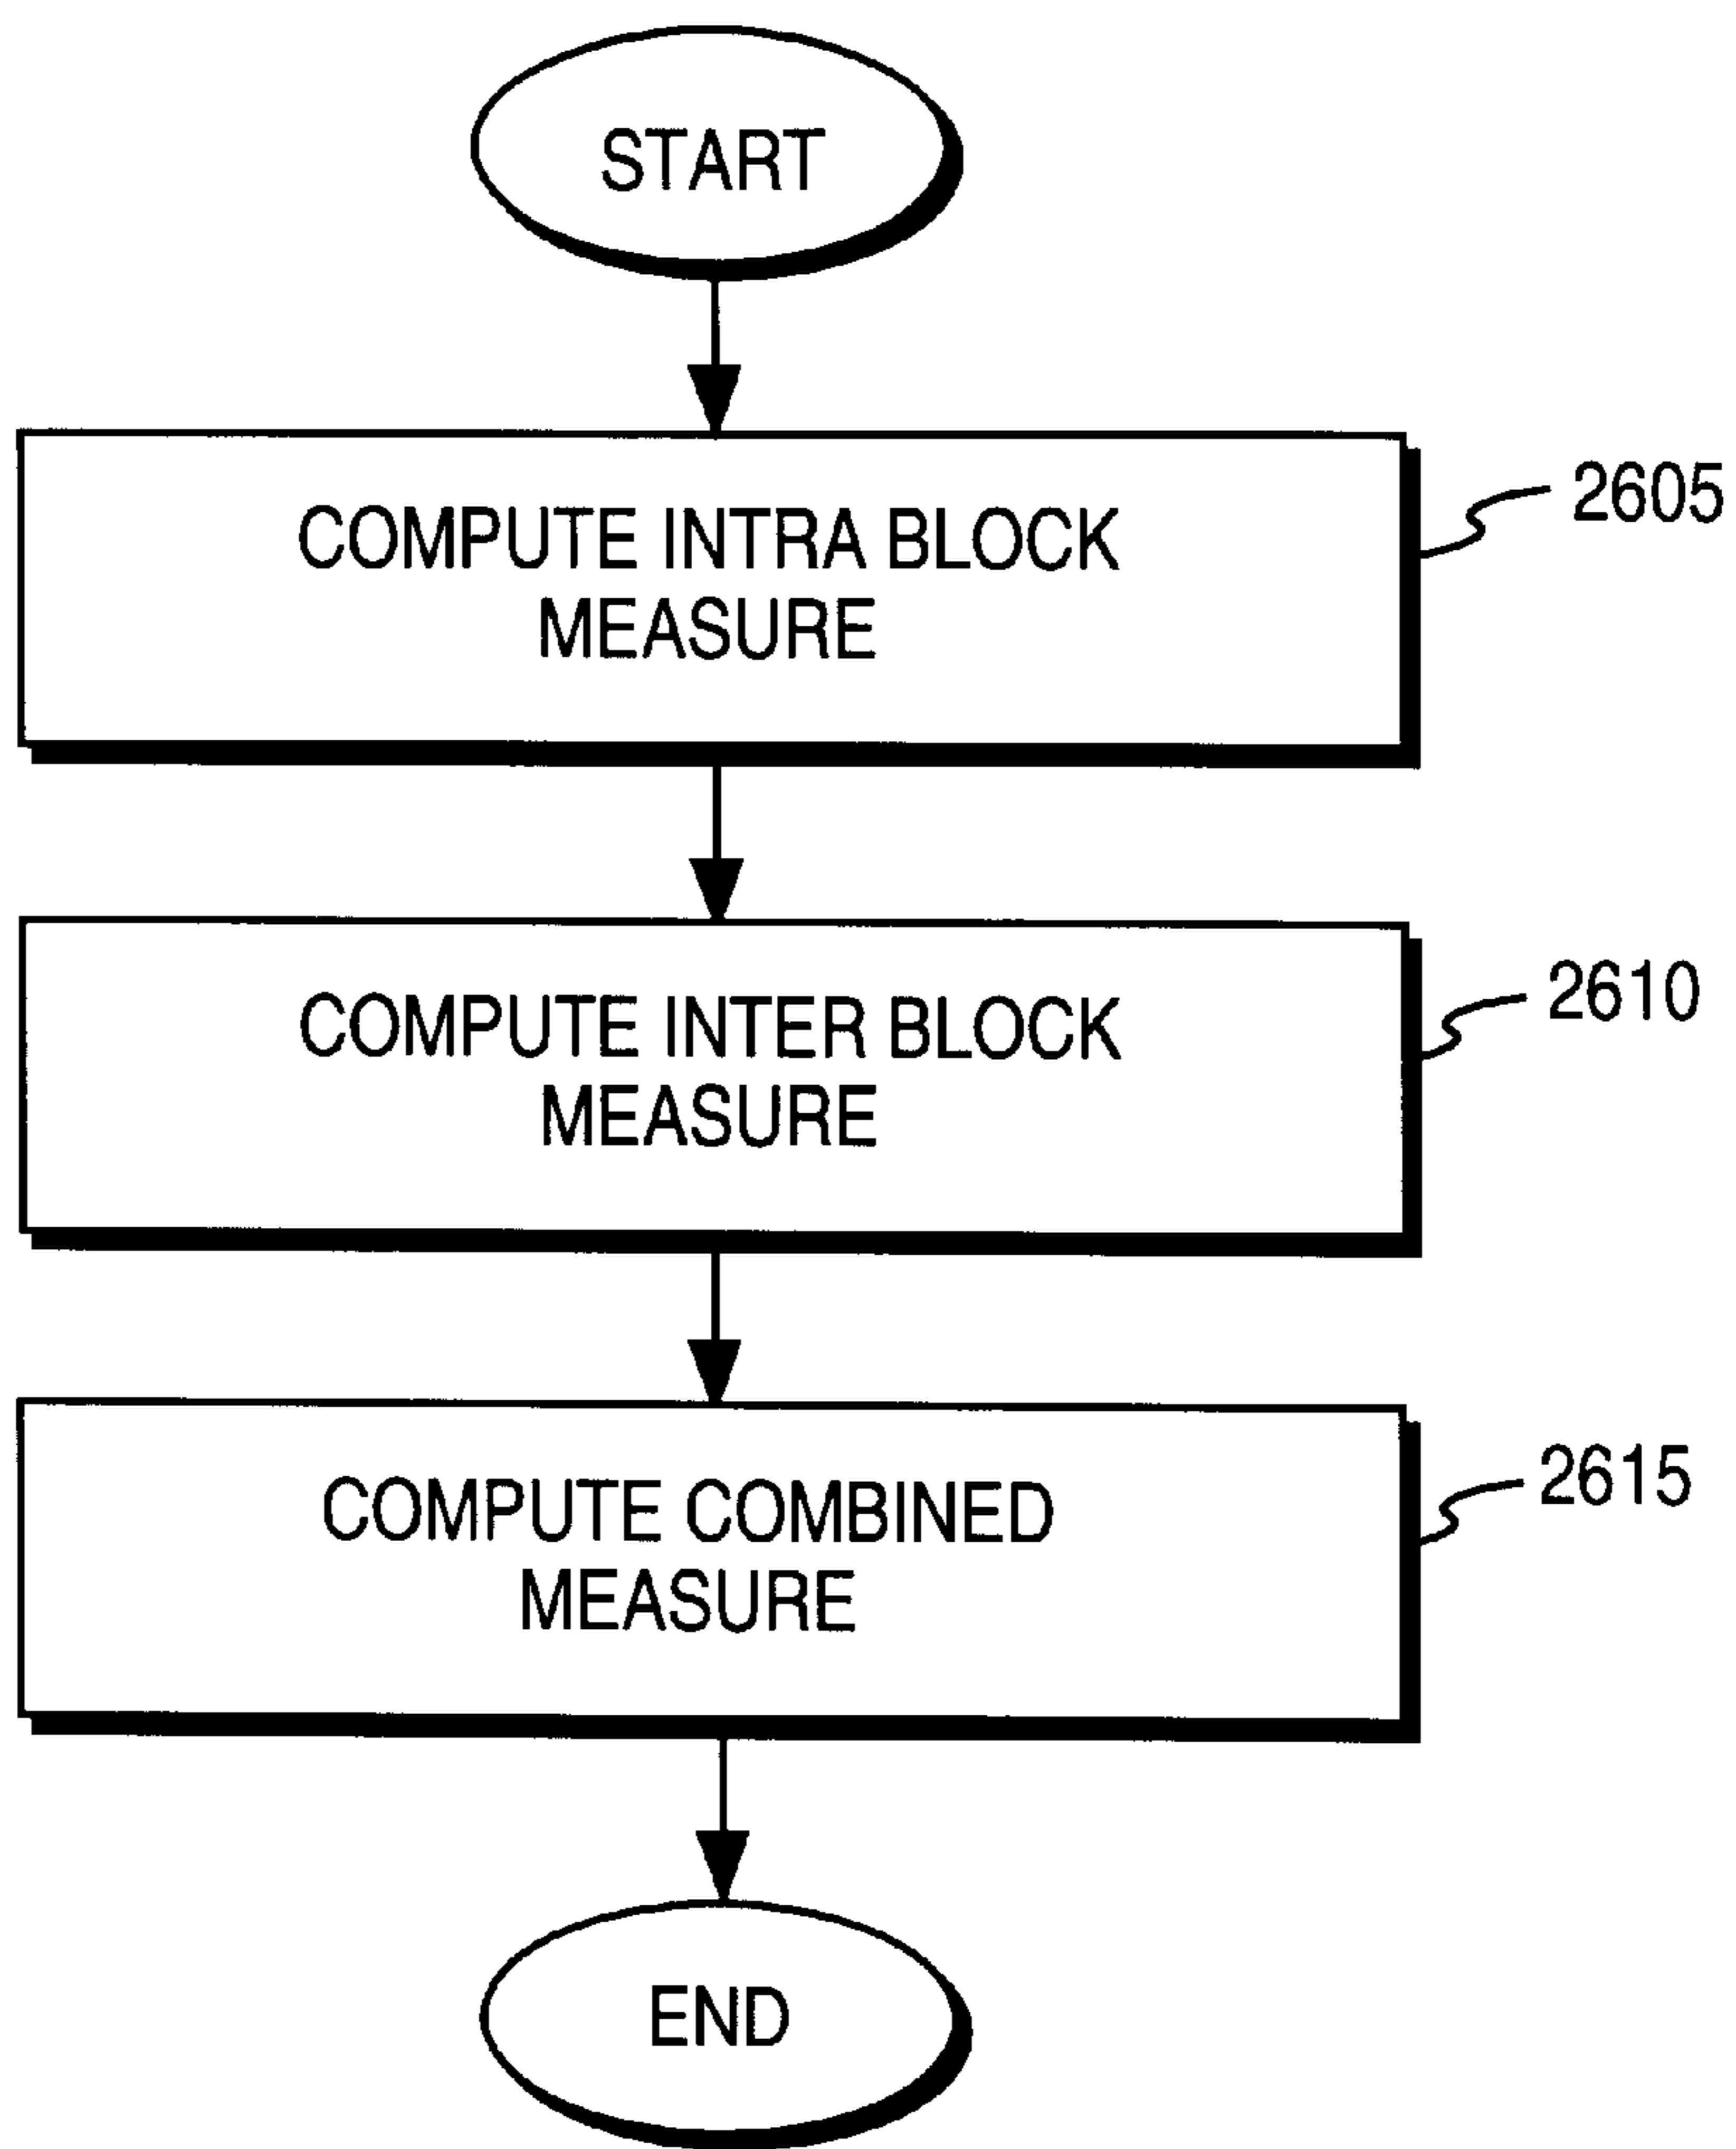 START
COMPUTE INTRA BLOCK
MEASURE
2605
COMPUTE INTER BLOCK
MEASURE
2610
COMPUTE COMBINED
MEASURE
2615
END